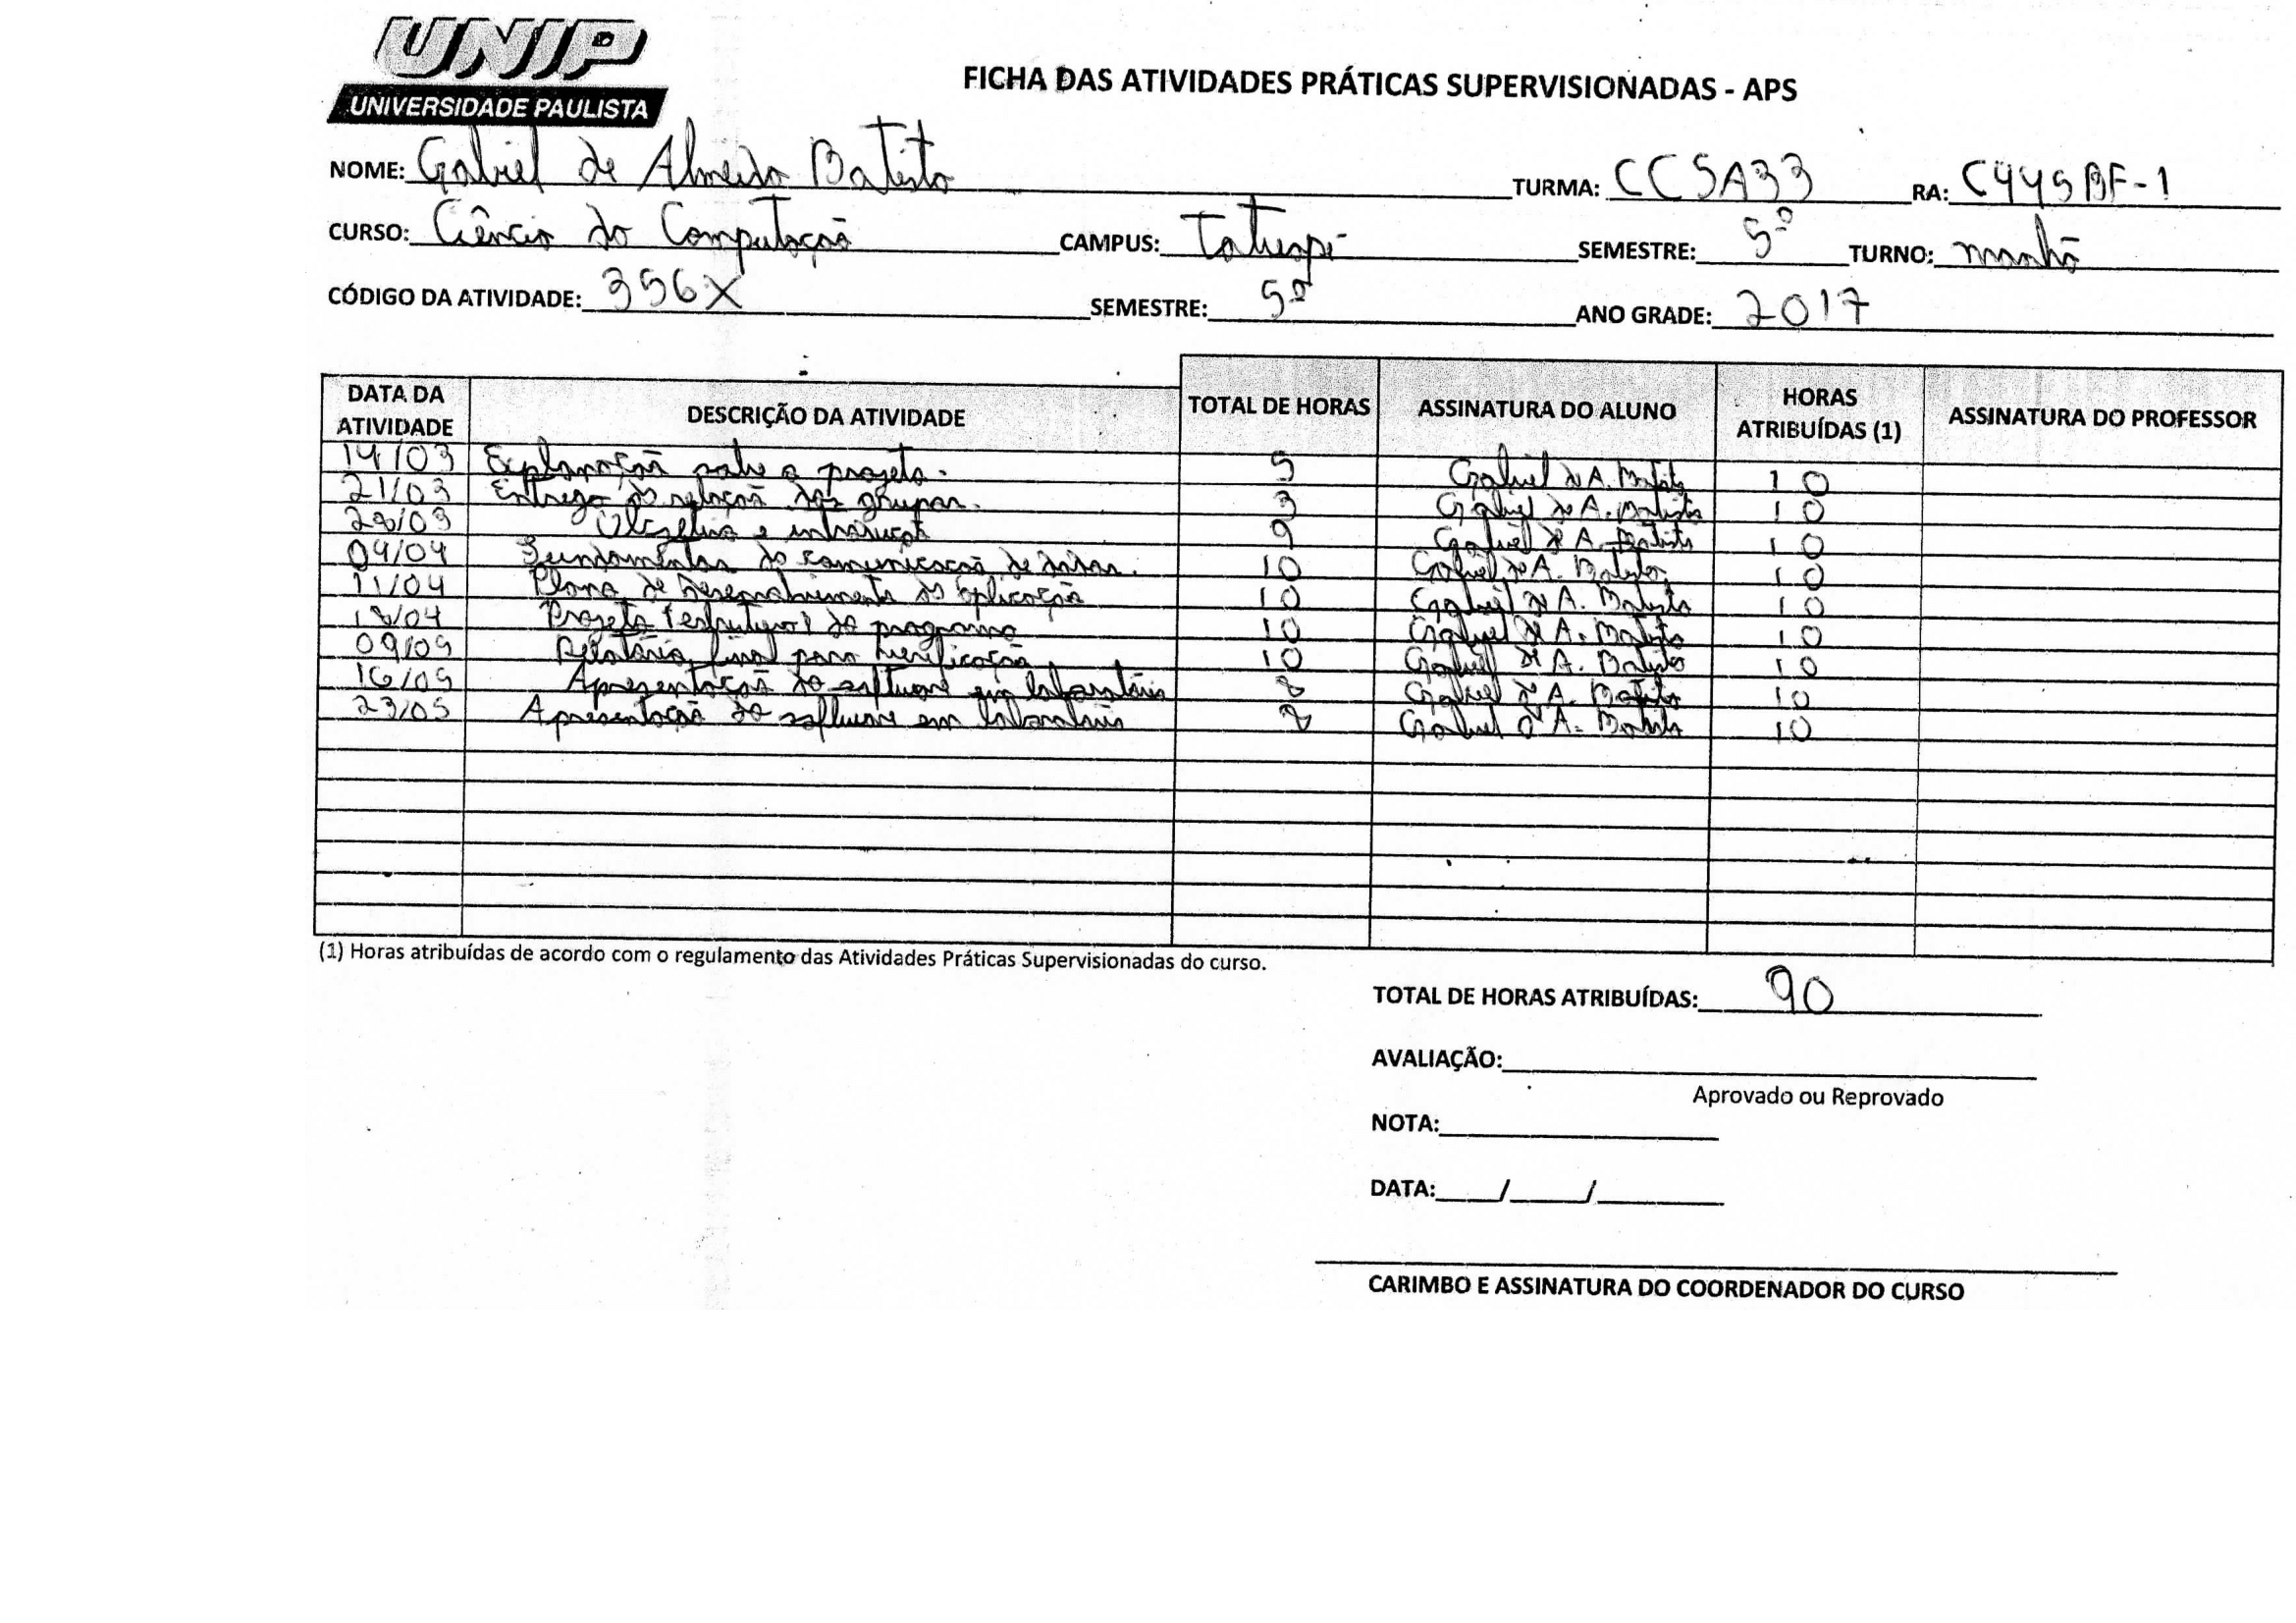 UNIP
UNIVERSIDADE PAULISTA
FICHA DAS ATIVIDADES PRÁTICAS SUPERVISIONADAS - APS
NOME: Gabriel de Almeida Batista TURMA: CC5A33 RA: C445BF-1
CURSO: Ciência da Computação CAMPUS: Tatuapé SEMESTRE: 5º TURNO: manhã
CÓDIGO DA ATIVIDADE: 356X SEMESTRE: 5º ANO GRADE: 2017
DATA DA ATIVIDADE DESCRIÇÃO DA ATIVIDADE TOTAL DE HORAS ASSINATURA DO ALUNO HORAS ATRIBUÍDAS (1) ASSINATURA DO PROFESSOR
14/03 Explanação sobre o projeto. 5 Gabriel de A. Batista 10
21/03 Entrega da relação dos grupos. 3 Gabriel de A. Batista 10
28/03 Objetivo e introdução 9 Gabriel de A. Batista 10
04/04 Fundamentos da comunicação de dados. 10 Gabriel de A. Batista 10
11/04 Plano de desenvolvimento da aplicação 10 Gabriel de A. Batista 10
18/04 Projeto (estrutura) do programa 10 Gabriel de A. Batista 10
09/05 Relatório final para verificação 10 Gabriel de A. Batista 10
16/05 Apresentação do software em laboratório 8 Gabriel de A. Batista 10
23/05 Apresentação do software em laboratório 8 Gabriel de A. Batista 10
(1) Horas atribuídas de acordo com o regulamento das Atividades Práticas Supervisionadas do curso.
TOTAL DE HORAS ATRIBUÍDAS: 90
AVALIAÇÃO:
Aprovado ou Reprovado
NOTA:
DATA: / /
CARIMBO E ASSINATURA DO COORDENADOR DO CURSO